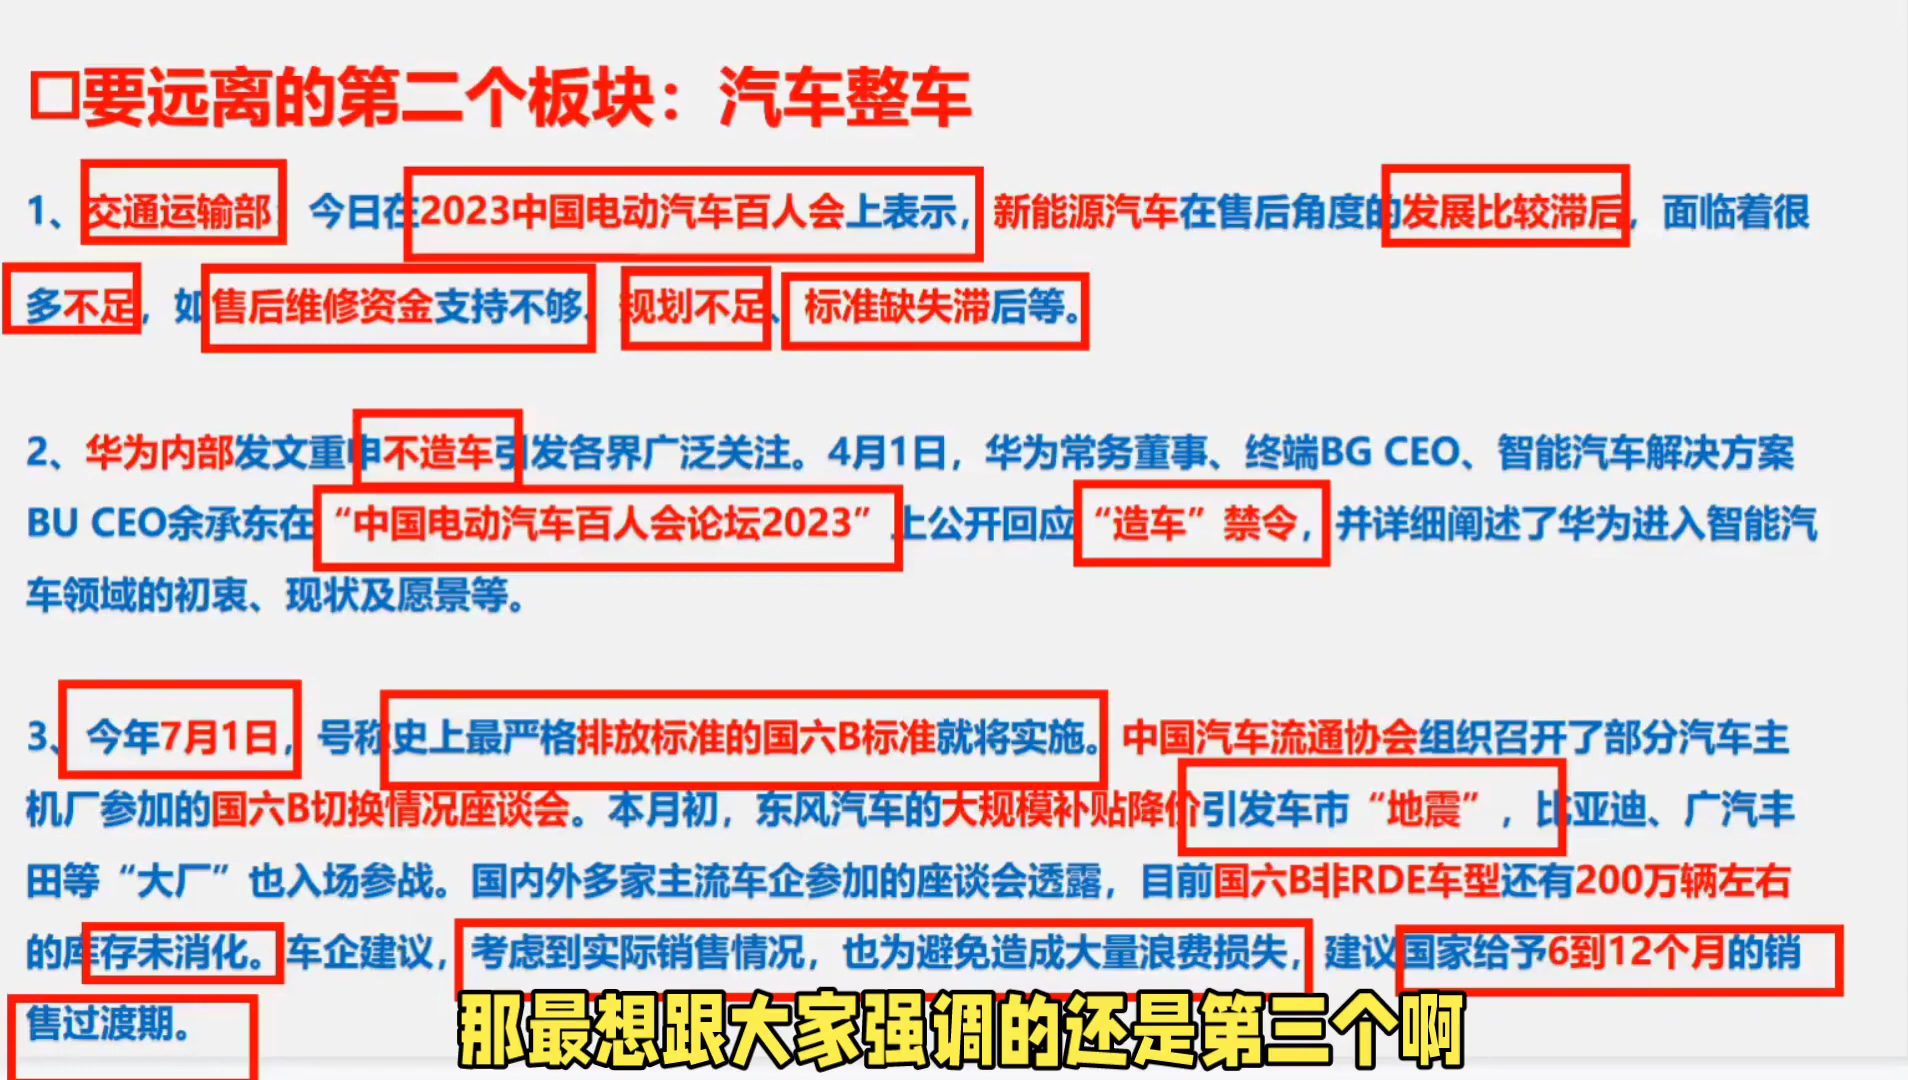 □要远离的第二个板块：汽车整车
1、交通运输部：今日在2023中国电动汽车百人会上表示，新能源汽车在售后角度的发展比较滞后，面临着很
多不足，如售后维修资金支持不够、规划不足、标准缺失滞后等。
2、华为内部发文重申不造车引发各界广泛关注。4月1日，华为常务董事、终端BG CEO、智能汽车解决方案
BU CEO余承东在“中国电动汽车百人会论坛2023”上公开回应“造车”禁令，并详细阐述了华为进入智能汽
车领域的初衷、现状及愿景等。
3、今年7月1日，号称史上最严格排放标准的国六B标准就将实施。中国汽车流通协会组织召开了部分汽车主
机厂参加的国六B切换情况座谈会。本月初，东风汽车的大规模补贴降价引发车市“地震”，比亚迪、广汽丰
田等“大厂”也入场参战。国内外多家主流车企参加的座谈会透露，目前国六B非RDE车型还有200万辆左右
的库存未消化。车企建议，考虑到实际销售情况，也为避免造成大量浪费损失，建议国家给予6到12个月的销
售过渡期。
那最想跟大家强调的还是第三个啊